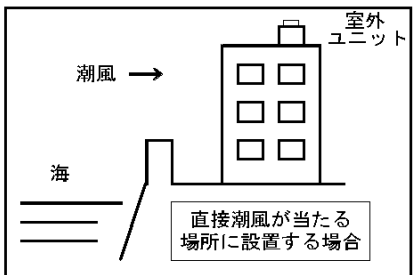 室外
ユニット
潮風
海
直接潮風が当たる
場所に設置する場合